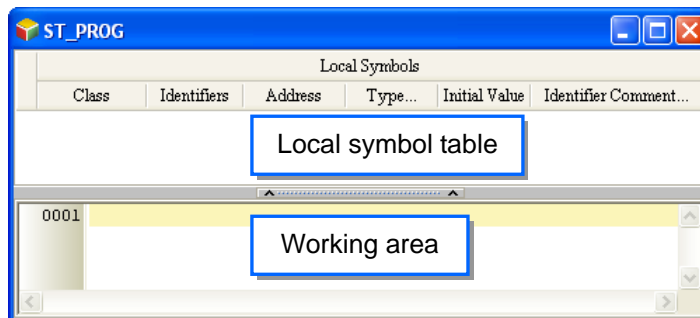 ST_PROG
Local Symbols
Class Identifiers Address Type... Initial Value Identifier Comment...
Local symbol table
0001
Working area